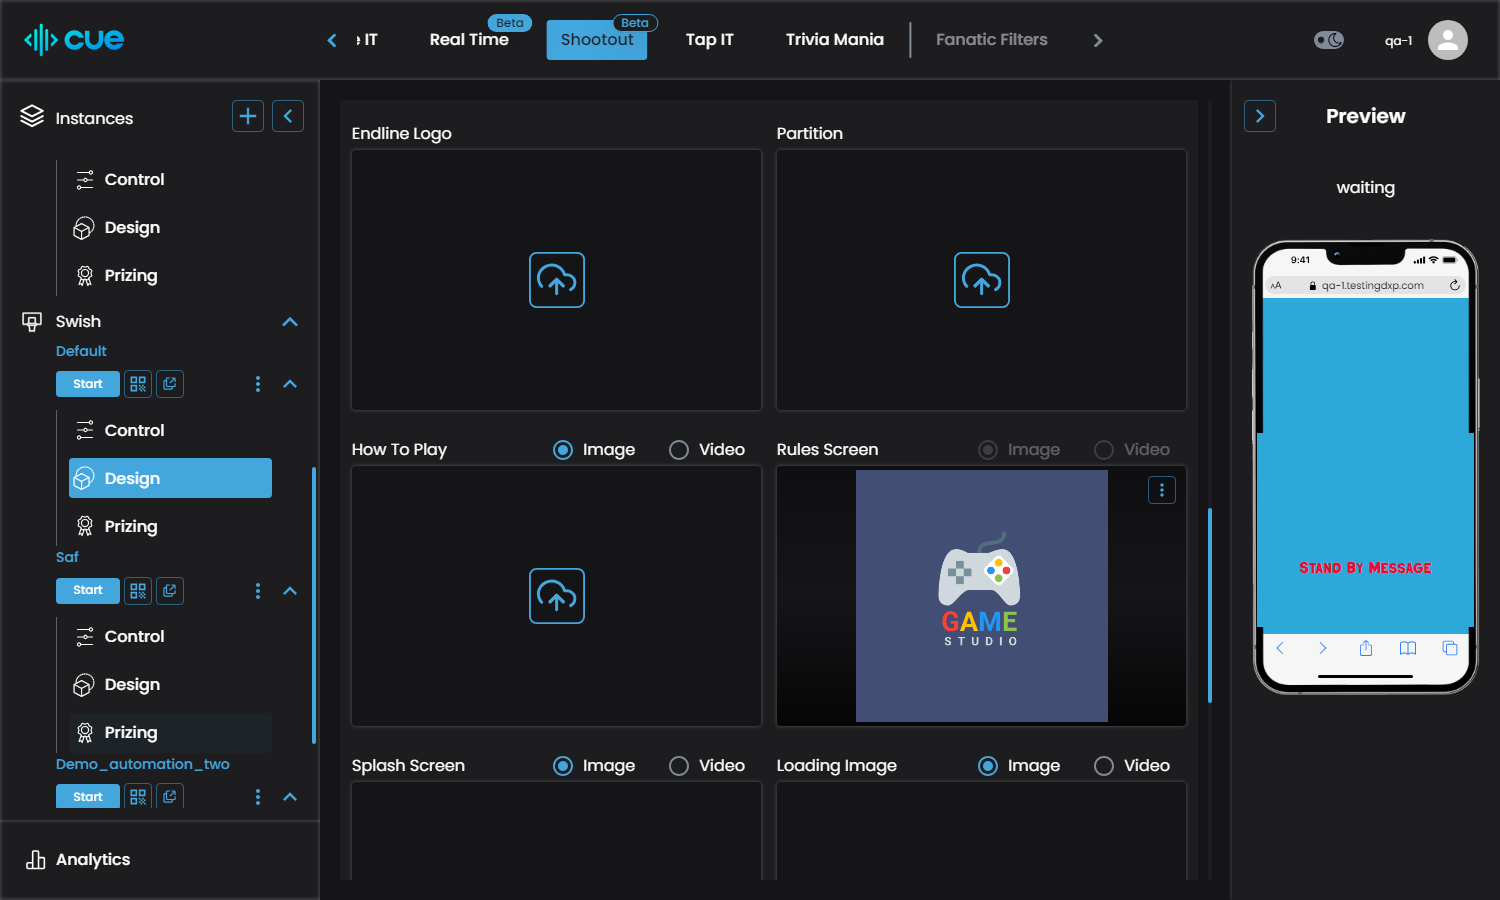 cue
e IT
Real Time
Beta
Shootout
Beta
Tap IT
Trivia Mania
Fanatic Filters
qa-1
Instances
Control
Design
Prizing
Swish
Default
Start
Control
Design
Prizing
Saf
Start
Control
Design
Prizing
Demo_automation_two
Start
Analytics
Endline Logo
Partition
How To Play
Image
Video
Rules Screen
Image
Video
GAME
STUDIO
Splash Screen
Image
Video
Loading Image
Image
Video
Preview
waiting
9:41
AA
qa-1.testingdxp.com
Stand By Message